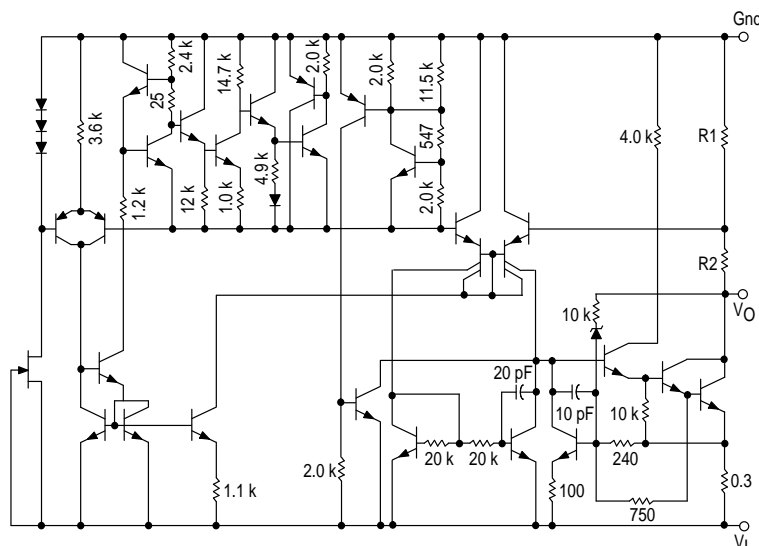 Gnd
2.4 k
2.0 k
2.0 k
11.5 k
14.7 k
25
3.6 k
547
4.0 k
R1
4.9 k
1.2 k
12 k
1.0 k
2.0 k
R2
10 k
VO
20 pF
10 pF
10 k
20 k
20 k
240
2.0 k
1.1 k
100
0.3
750